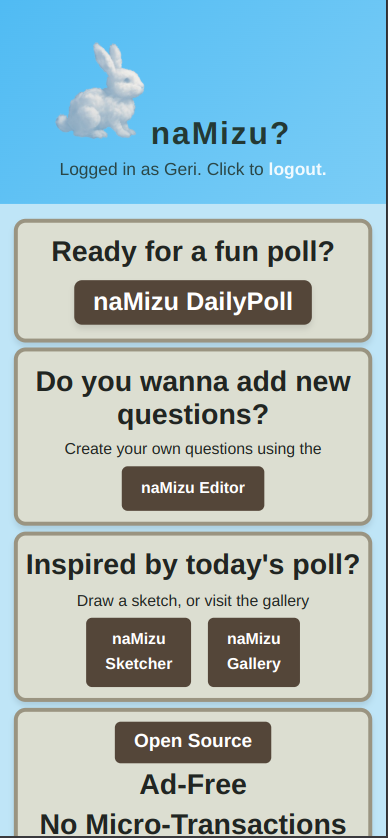 naMizu?
Logged in as Geri. Click to logout.
Ready for a fun poll?
naMizu DailyPoll
Do you wanna add new
questions?
Create your own questions using the
naMizu Editor
Inspired by today's poll?
Draw a sketch, or visit the gallery
naMizu
Sketcher
naMizu
Gallery
Open Source
Ad-Free
No Micro-Transactions